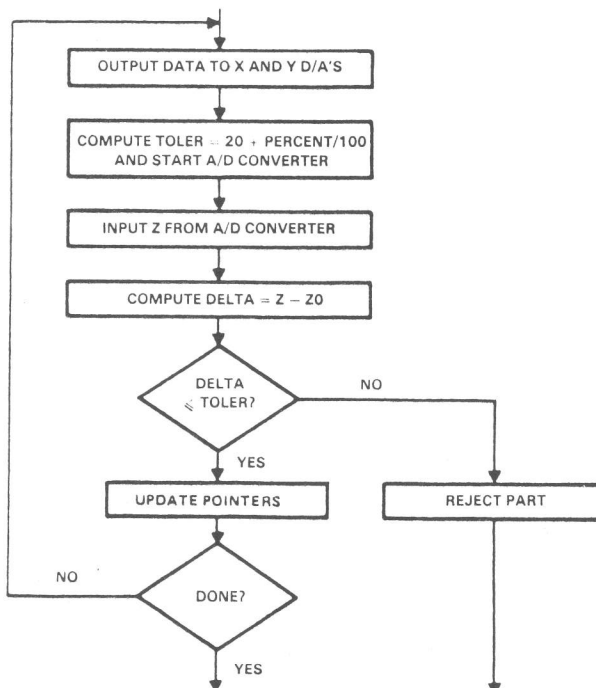 OUTPUT DATA TO X AND Y D/A'S
COMPUTE TOLER = 20 + PERCENT/100
AND START A/D CONVERTER
INPUT Z FROM A/D CONVERTER
COMPUTE DELTA = Z – Z0
DELTA
TOLER?
NO
YES
UPDATE POINTERS
REJECT PART
NO
DONE?
YES